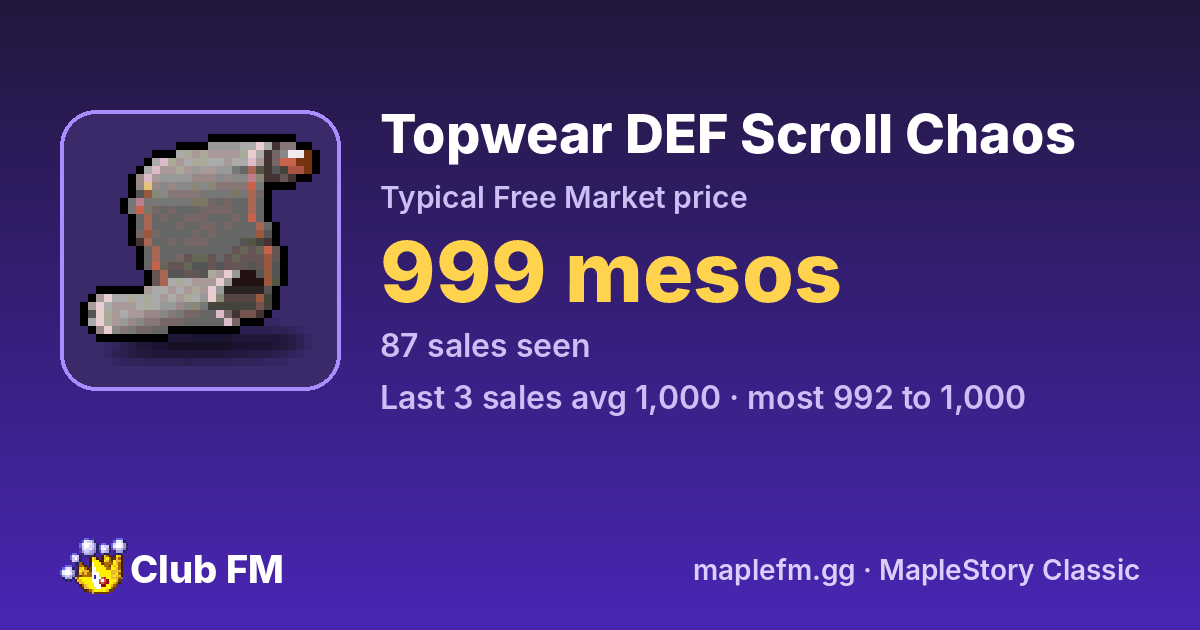 Topwear DEF Scroll Chaos
Typical Free Market price
999 mesos
87 sales seen
Last 3 sales avg 1,000 · most 992 to 1,000
Club FM
maplefm.gg · MapleStory Classic